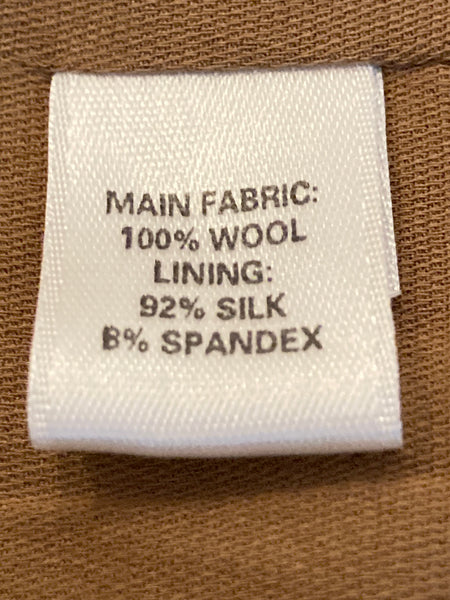 MAIN FABRIC:
100% WOOL
LINING:
92% SILK
8% SPANDEX